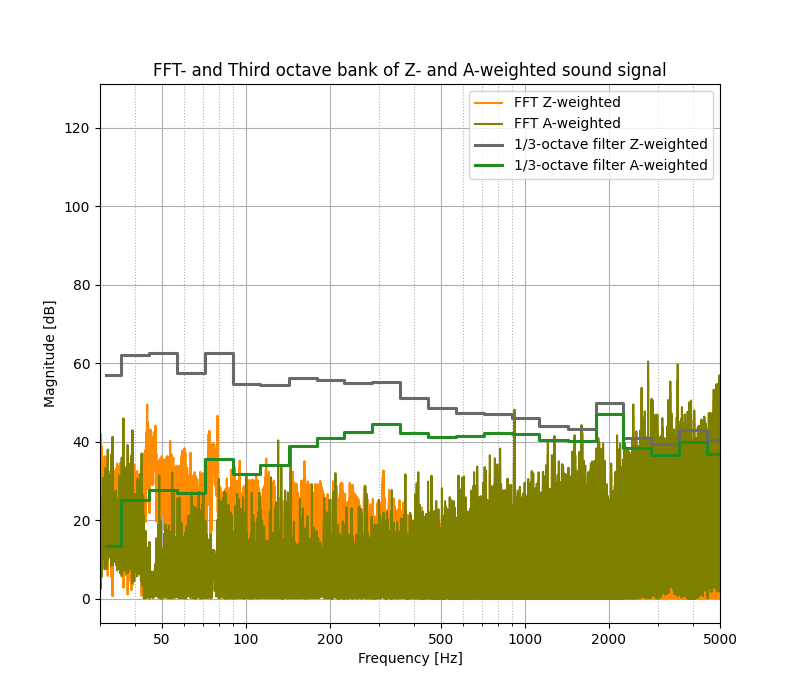 FFT- and Third octave bank of Z- and A-weighted sound signal
FFT Z-weighted
FFT A-weighted
1/3-octave filter Z-weighted
1/3-octave filter A-weighted
Magnitude [dB]
120
100
80
60
40
20
0
50 100 200 500 1000 2000 5000
Frequency [Hz]